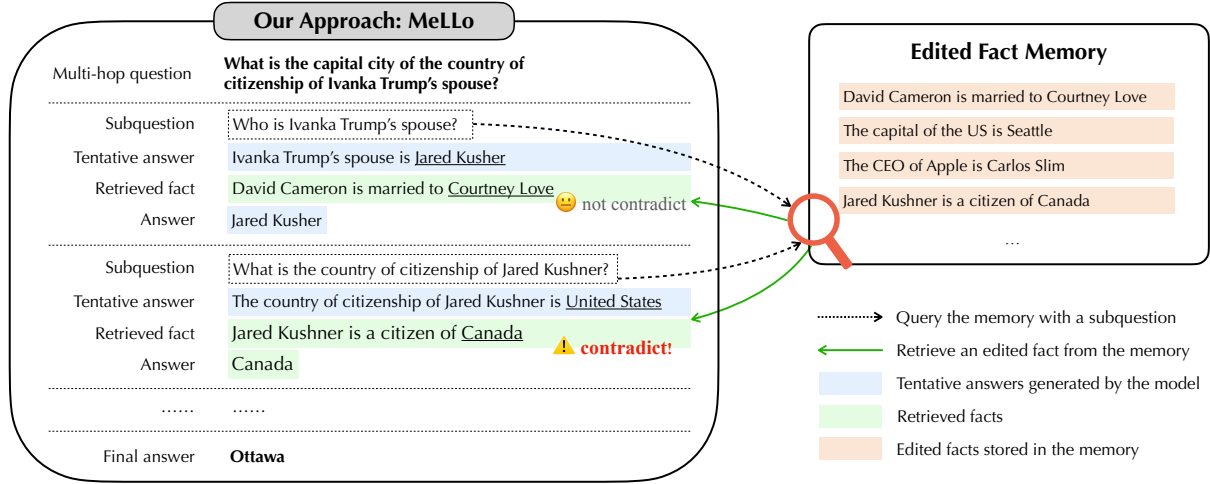 Our Approach: MeLLo
Multi-hop question
What is the capital city of the country of
citizenship of Ivanka Trump's spouse?
Subquestion
Who is Ivanka Trump's spouse?
Tentative answer
Ivanka Trump's spouse is Jared Kusher
Retrieved fact
David Cameron is married to Courtney Love
not contradict
Answer
Jared Kusher
Subquestion
What is the country of citizenship of Jared Kushner?
Tentative answer
The country of citizenship of Jared Kushner is United States
Retrieved fact
Jared Kushner is a citizen of Canada
contradict!
Answer
Canada
......
......
Final answer
Ottawa
Edited Fact Memory
David Cameron is married to Courtney Love
The capital of the US is Seattle
The CEO of Apple is Carlos Slim
Jared Kushner is a citizen of Canada
...
Query the memory with a subquestion
Retrieve an edited fact from the memory
Tentative answers generated by the model
Retrieved facts
Edited facts stored in the memory